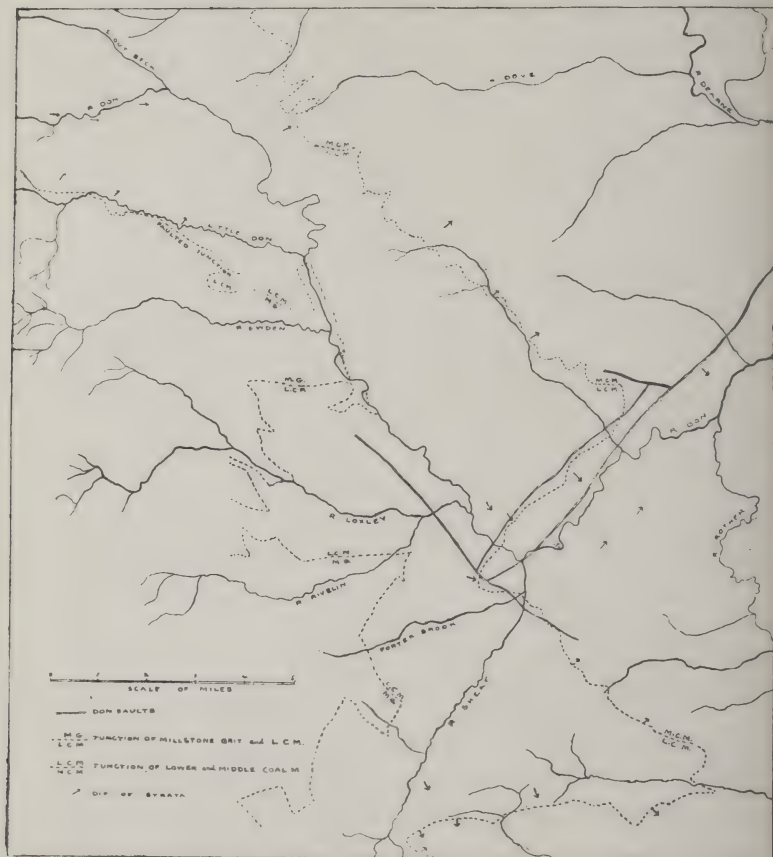 R DOVE
R DEARNE
R DON
M.C.M.
L.C.M.
LITTLE DON
FAULTED JUNCTION
L.C.M.
L.C.M.
M.G.
R EWDEN
M.G.
L.C.M.
M.C.M.
L.C.M.
R. DON
R. ROTHER
R. LOXLEY
L.C.M.
M.G.
R RIVELIN
PORTER BROOK
L.C.M.
M.G.
R SHEAF
M.C.M.
L.C.M.
SCALE OF MILES
DON FAULTS
M.G.
L.C.M. JUNCTION OF MILLSTONE GRIT and L.C.M.
L.C.M.
M.C.M. JUNCTION OF LOWER and MIDDLE COAL M
DIP OF STRATA